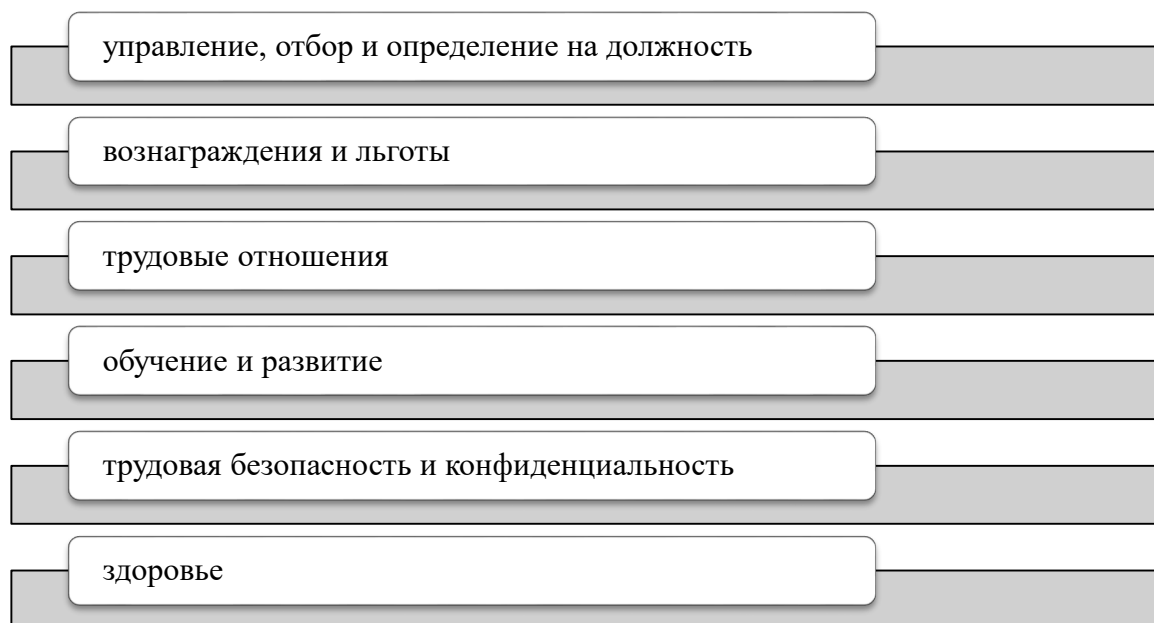 управление, отбор и определение на должность
вознаграждения и льготы
трудовые отношения
обучение и развитие
трудовая безопасность и конфиденциальность
здоровье